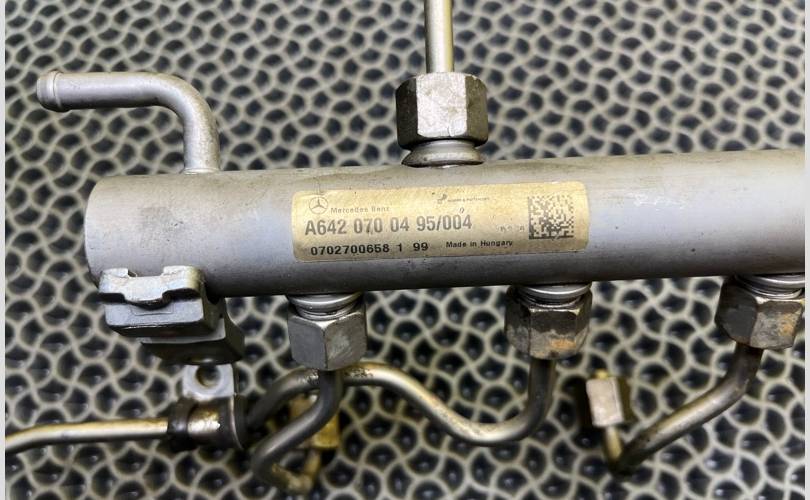 Mercedes Benz
A642 070 04 95/004
0702700658 1 99 Made in Hungary